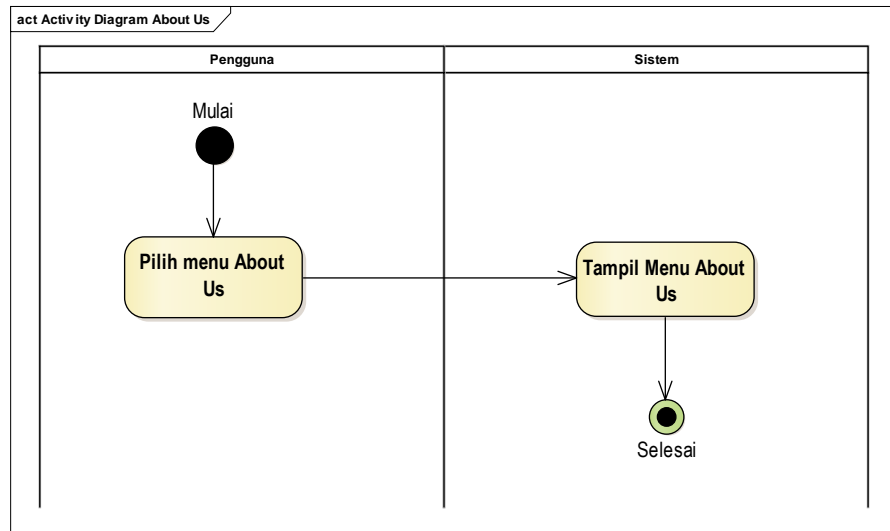 act Activity Diagram About Us
Pengguna
Sistem
Mulai
Pilih menu About
Us
Tampil Menu About
Us
Selesai